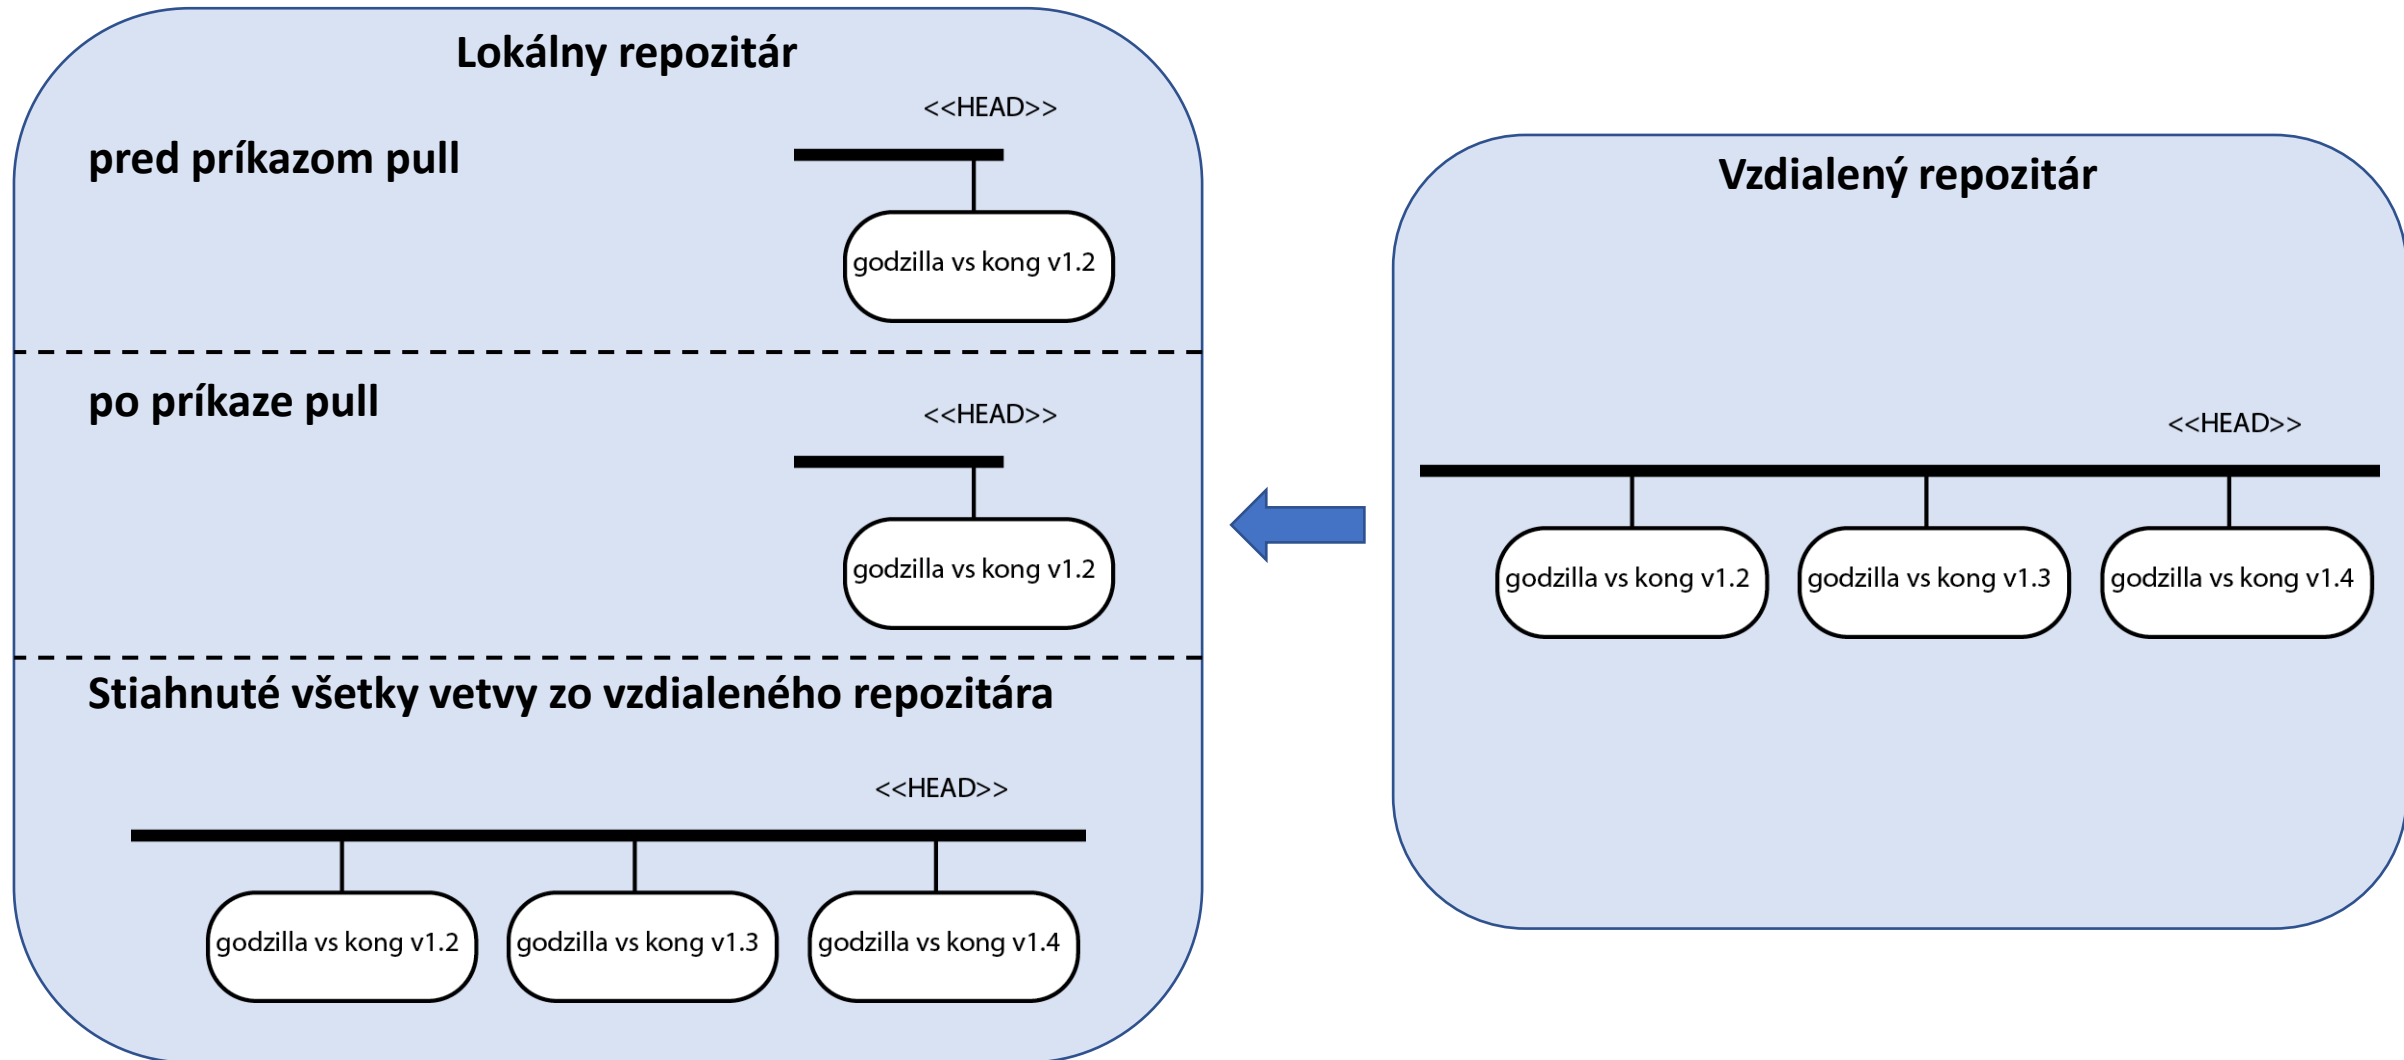 Lokálny repozitár
<<HEAD>>
pred príkazom pull
godzilla vs kong v1.2
po príkaze pull
<<HEAD>>
godzilla vs kong v1.2
Stiahnuté všetky vetvy zo vzdialeného repozitára
<<HEAD>>
godzilla vs kong v1.2
godzilla vs kong v1.3
godzilla vs kong v1.4
Vzdialený repozitár
<<HEAD>>
godzilla vs kong v1.2
godzilla vs kong v1.3
godzilla vs kong v1.4